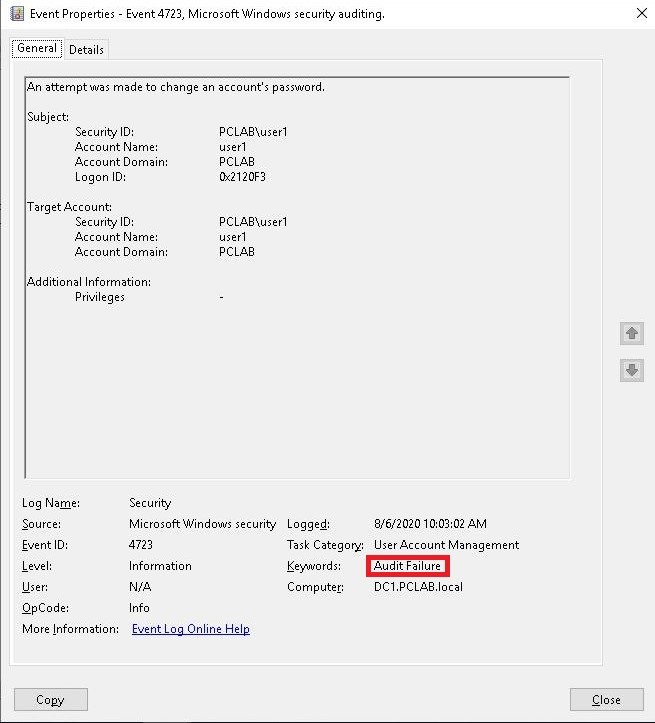 Event Properties - Event 4723, Microsoft Windows security auditing.
General Details
An attempt was made to change an account's password.
Subject:
Security ID: PCLAB\user1
Account Name: user1
Account Domain: PCLAB
Logon ID: 0x2120F3
Target Account:
Security ID: PCLAB\user1
Account Name: user1
Account Domain: PCLAB
Additional Information:
Privileges -
Log Name: Security
Source: Microsoft Windows security Logged: 8/6/2020 10:03:02 AM
Event ID: 4723 Task Category: User Account Management
Level: Information Keywords: Audit Failure
User: N/A Computer: DC1.PCLAB.local
OpCode: Info
More Information: Event Log Online Help
Copy Close